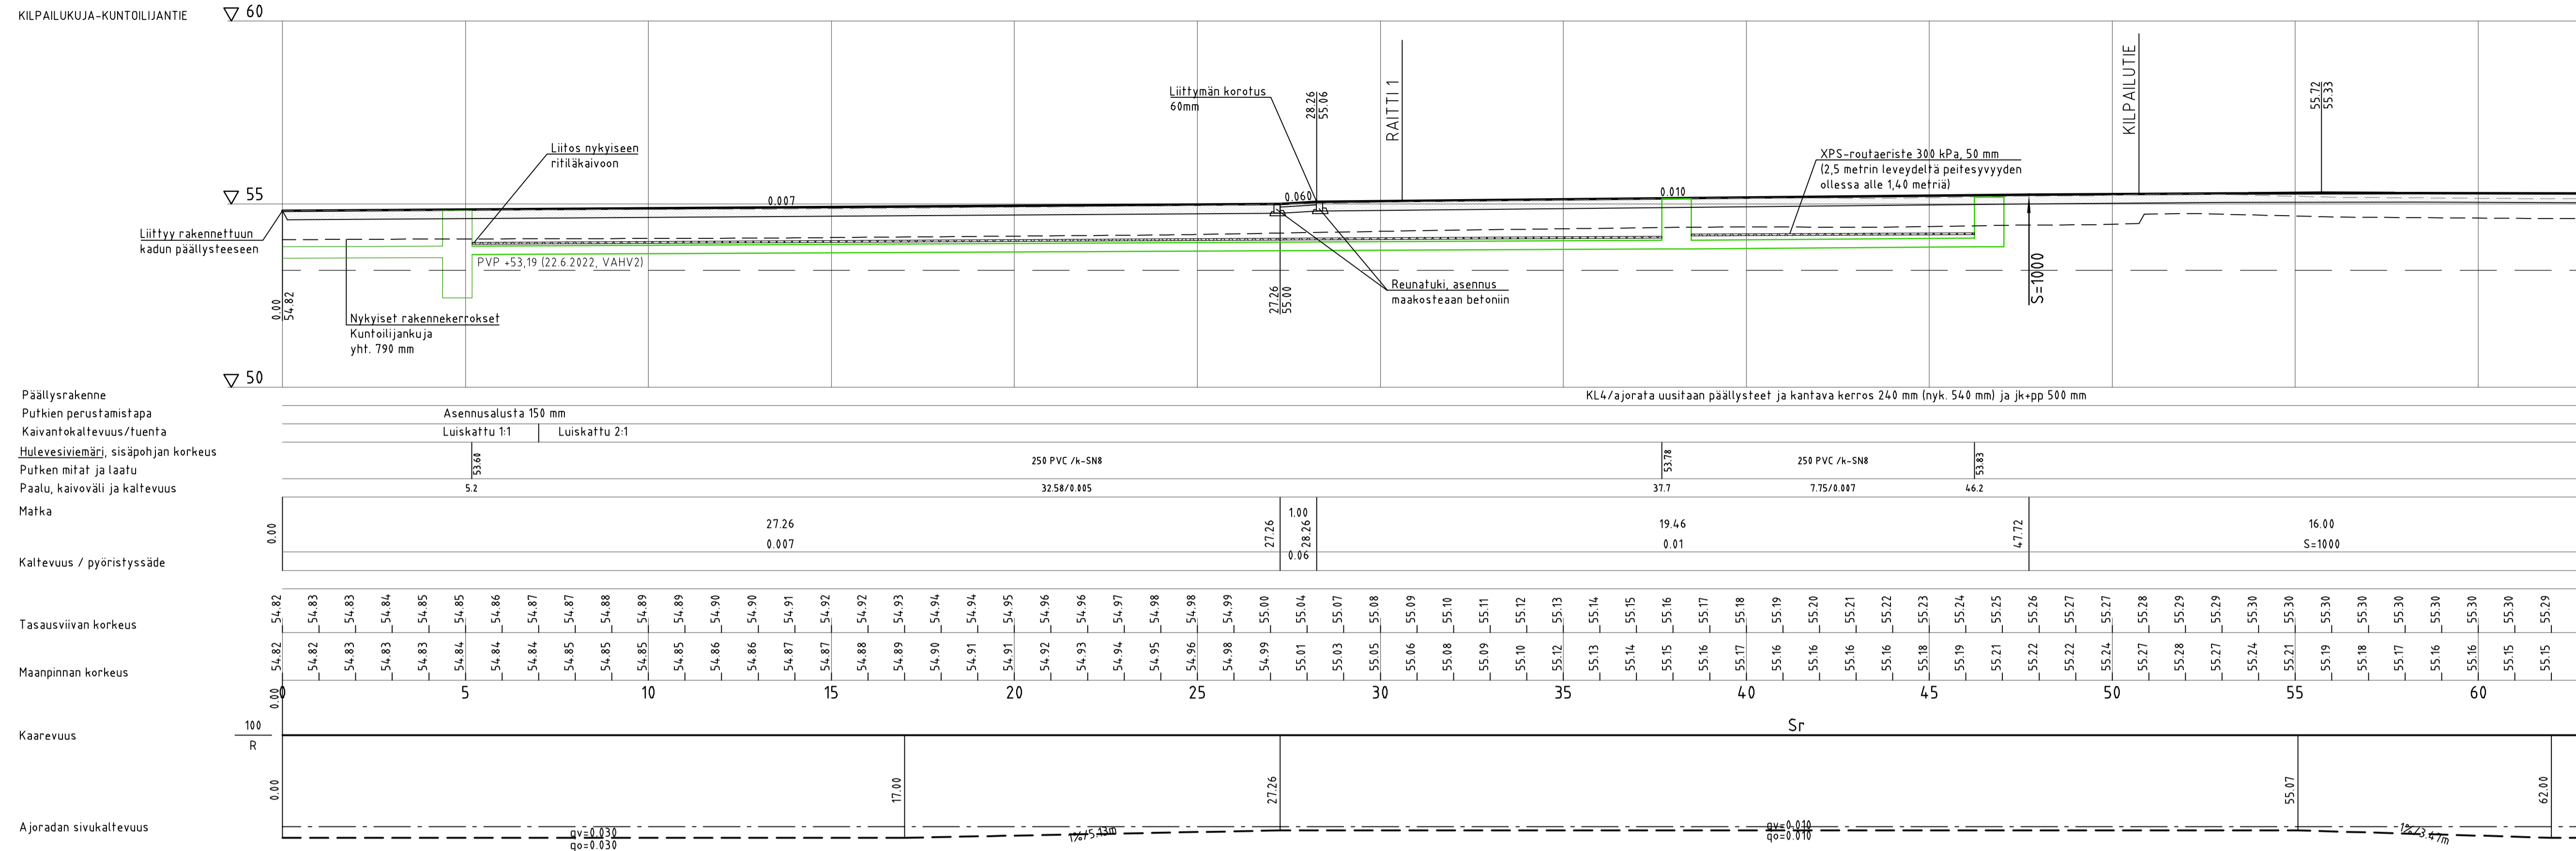 KILPAILUKUJA-KUNTOILIJANTIE
60
55
50
RAITTI 1
KILPAILUTIE
Liittymän korotus
60mm
28.26
55.06
55.72
55.33
Liitos nykyiseen
ritiläkaivoon
XPS-routaeriste 300 kPa, 50 mm
(2,5 metrin leveydeltä peitesyvyyden
ollessa alle 1,40 metriä)
0.007
0.060
0.010
Liittyy rakennettuun
kadun päällysteeseen
PVP +53,19 (22.6.2022, VAHV2)
0.00
54.82
27.26
55.00
Reunatuki, asennus
maakosteaan betoniin
S=1000
Nykyiset rakennekerrokset
Kuntoilijankuja
yht. 790 mm
Päällysrakenne
KL4/ajorata uusitaan päällysteet ja kantava kerros 240 mm (nyk. 540 mm) ja jk+pp 500 mm
Putkien perustamistapa
Asennusalusta 150 mm
Kaivantokaltevuus/tuenta
Luiskattu 1:1
Luiskattu 2:1
Hulevesiviemäri, sisäpohjan korkeus
53.60
53.78
53.83
Putken mitat ja laatu
250 PVC /k-SN8
250 PVC /k-SN8
Paalu, kaivoväli ja kaltevuus
5.2
32.58/0.005
37.7
7.75/0.007
46.2
Matka
0.00
27.26
27.26
1.00
28.26
19.46
47.72
16.00
Kaltevuus / pyöristyssäde
0.007
0.06
0.01
S=1000
Tasausviivan korkeus
54.82 54.83 54.83 54.84 54.85 54.85 54.86 54.87 54.87 54.88 54.89 54.89 54.90 54.90 54.91 54.92 54.92 54.93 54.94 54.94 54.95 54.96 54.96 54.97 54.98 54.98 54.99 55.00 55.04 55.07 55.08 55.09 55.10 55.11 55.12 55.13 55.14 55.15 55.16 55.17 55.18 55.19 55.20 55.21 55.22 55.23 55.24 55.25 55.26 55.27 55.27 55.28 55.29 55.29 55.30 55.30 55.30 55.30 55.30 55.30 55.30 55.30 55.29
Maanpinnan korkeus
54.82 54.82 54.83 54.83 54.83 54.84 54.84 54.84 54.85 54.85 54.85 54.85 54.86 54.86 54.87 54.87 54.88 54.89 54.90 54.91 54.91 54.92 54.93 54.94 54.95 54.96 54.98 54.99 55.01 55.03 55.05 55.06 55.08 55.09 55.10 55.12 55.13 55.14 55.15 55.16 55.17 55.16 55.16 55.16 55.16 55.18 55.19 55.21 55.22 55.22 55.24 55.27 55.28 55.27 55.24 55.21 55.19 55.18 55.17 55.16 55.16 55.15 55.15
0 5 10 15 20 25 30 35 40 45 50 55 60
0.00
Kaarevuus
100
R
Sr
0.00
17.00
27.26
55.07
62.00
Ajoradan sivukaltevuus
qv=0.030
qo=0.030
1%/5.13m
qv=0.010
qo=0.010
-1%/3.47m